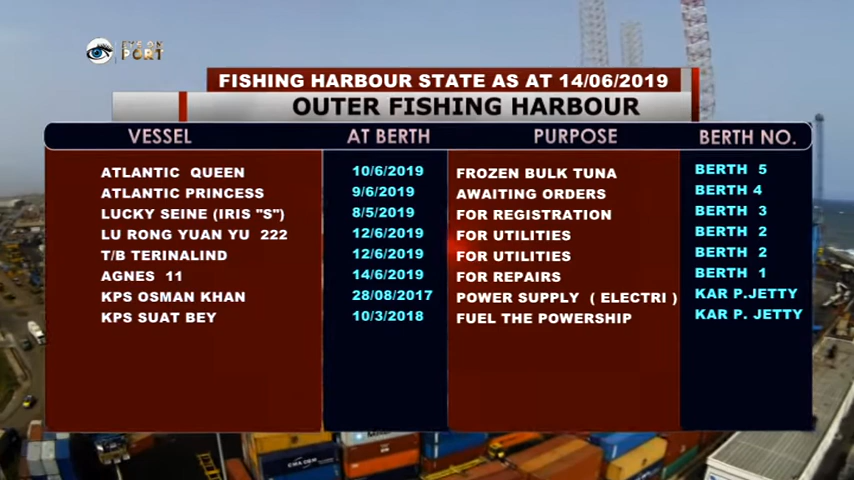 EYE ON
PORT
FISHING HARBOUR STATE AS AT 14/06/2019
OUTER FISHING HARBOUR
VESSEL AT BERTH PURPOSE BERTH NO.
ATLANTIC QUEEN 10/6/2019 FROZEN BULK TUNA BERTH 5
ATLANTIC PRINCESS 9/6/2019 AWAITING ORDERS BERTH 4
LUCKY SEINE (IRIS "S") 8/5/2019 FOR REGISTRATION BERTH 3
LU RONG YUAN YU 222 12/6/2019 FOR UTILITIES BERTH 2
T/B TERINALIND 12/6/2019 FOR UTILITIES BERTH 2
AGNES 11 14/6/2019 FOR REPAIRS BERTH 1
KPS OSMAN KHAN 28/08/2017 POWER SUPPLY ( ELECTRI ) KAR P.JETTY
KPS SUAT BEY 10/3/2018 FUEL THE POWERSHIP KAR P. JETTY